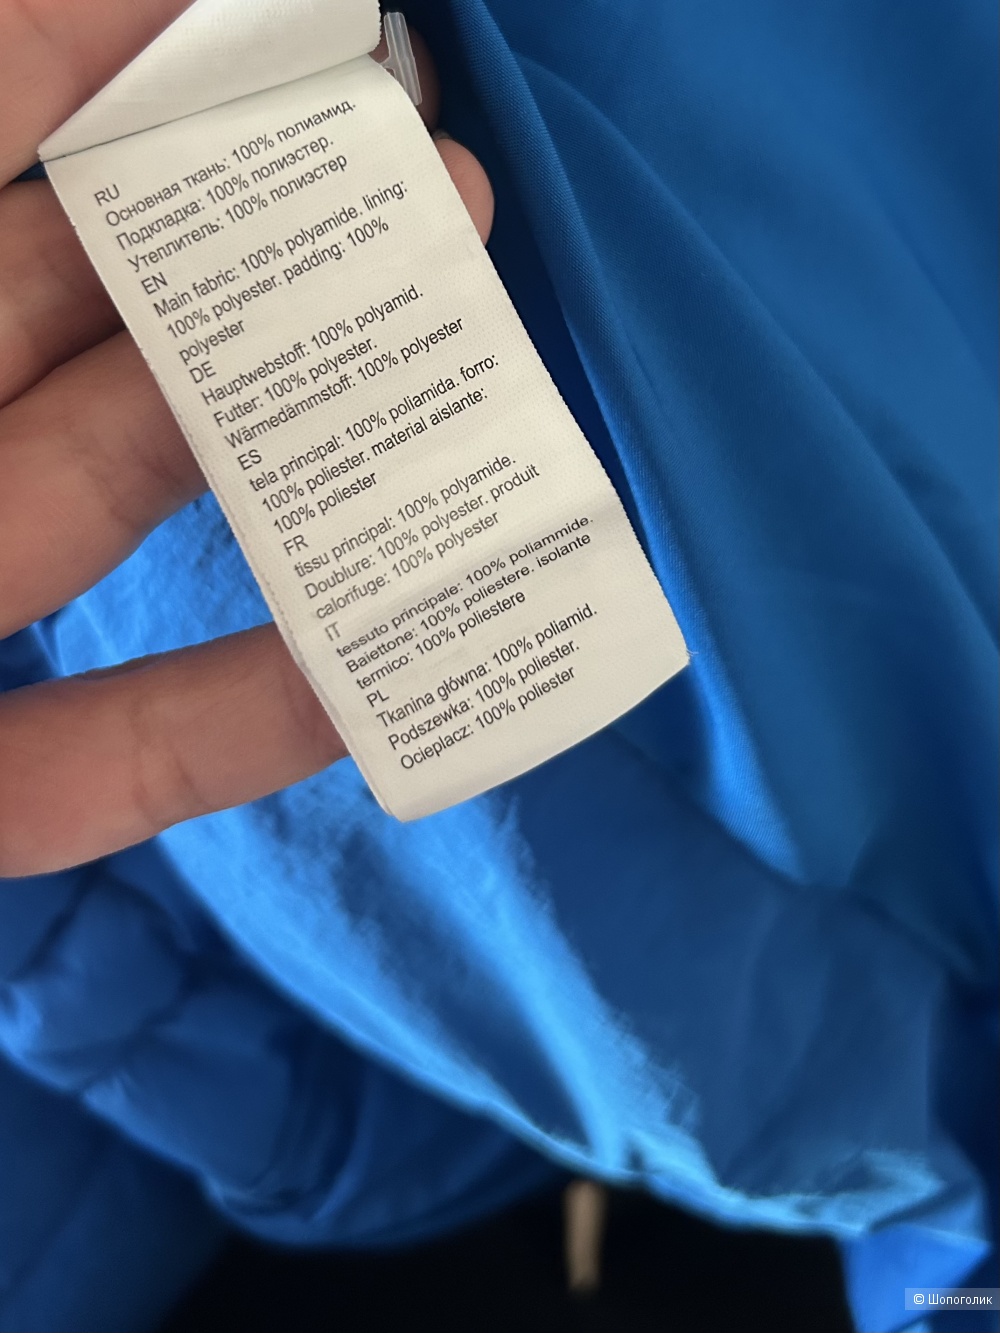 RU
Основная ткань: 100% полиамид.
Подкладка: 100% полиэстер.
Утеплитель: 100% полиэстер
EN
Main fabric: 100% polyamide. lining:
100% polyester. padding: 100%
polyester
DE
Hauptwebstoff: 100% polyamid.
Futter: 100% polyester.
Wärmedämmstoff: 100% polyester
ES
tela principal: 100% poliamida. forro:
100% poliester. material aislante:
100% poliester
FR
tissu principal: 100% polyamide.
Doublure: 100% polyester. produit
calorifuge: 100% polyester
IT
tessuto principale: 100% poliammide.
Baiettone: 100% poliestere. isolante
termico: 100% poliestere
PL
Tkanina główna: 100% poliamid.
Podszewka: 100% poliester.
Ocieplacz: 100% poliester
© Шопоголик